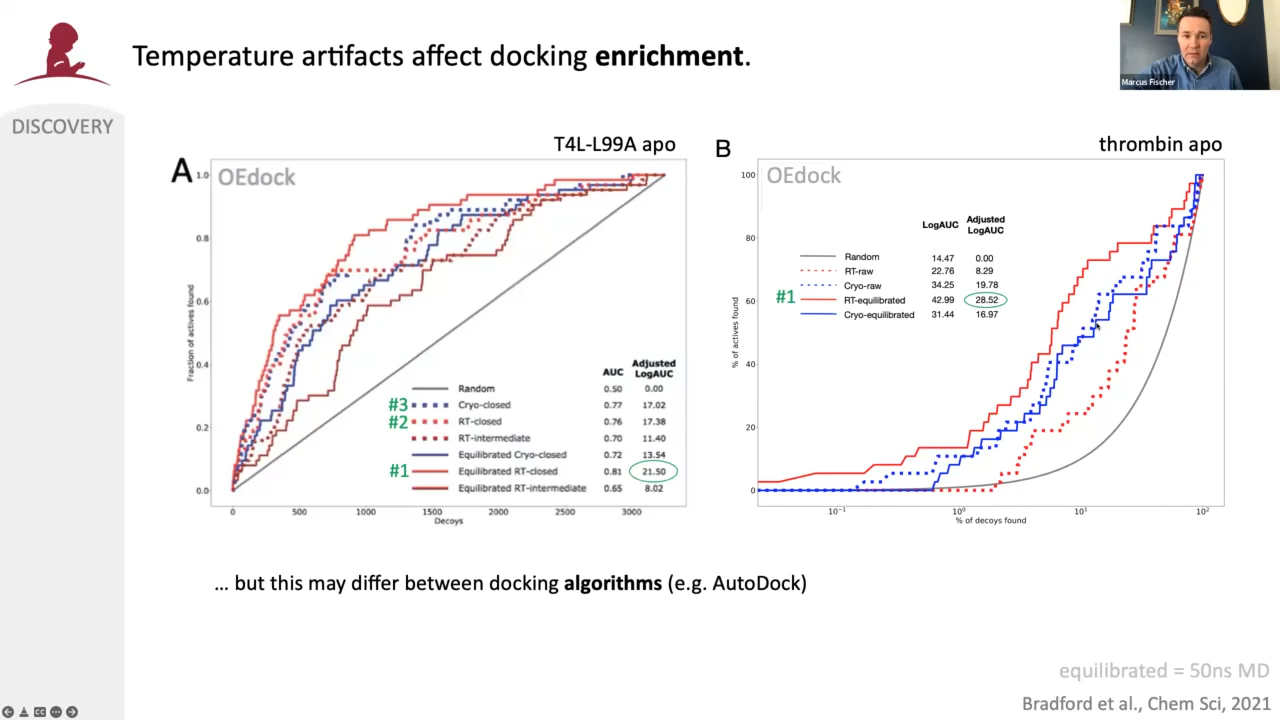 Temperature artifacts affect docking enrichment.
Marcus Fischer
DISCOVERY
T4L-L99A apo
A
OEdock
1.0
0.8
0.6
0.4
0.2
0.0
Fraction of actives found
0 500 1000 1500 2000 2500 3000
Decoys
AUC Adjusted LogAUC
Random 0.50 0.00
#3 Cryo-closed 0.77 17.02
#2 RT-closed 0.76 17.38
RT-intermediate 0.70 11.40
Equilibrated Cryo-closed 0.72 13.54
#1 Equilibrated RT-closed 0.81 21.50
Equilibrated RT-intermediate 0.65 8.02
B
thrombin apo
OEdock
100
80
60
40
20
0
% of actives found
10⁻¹ 10⁰ 10¹ 10²
% of decoys found
LogAUC Adjusted LogAUC
Random 14.47 0.00
RT-raw 22.76 8.29
Cryo-raw 34.25 19.78
#1 RT-equilibrated 42.99 28.52
Cryo-equilibrated 31.44 16.97
... but this may differ between docking algorithms (e.g. AutoDock)
equilibrated = 50ns MD
Bradford et al., Chem Sci, 2021
CC